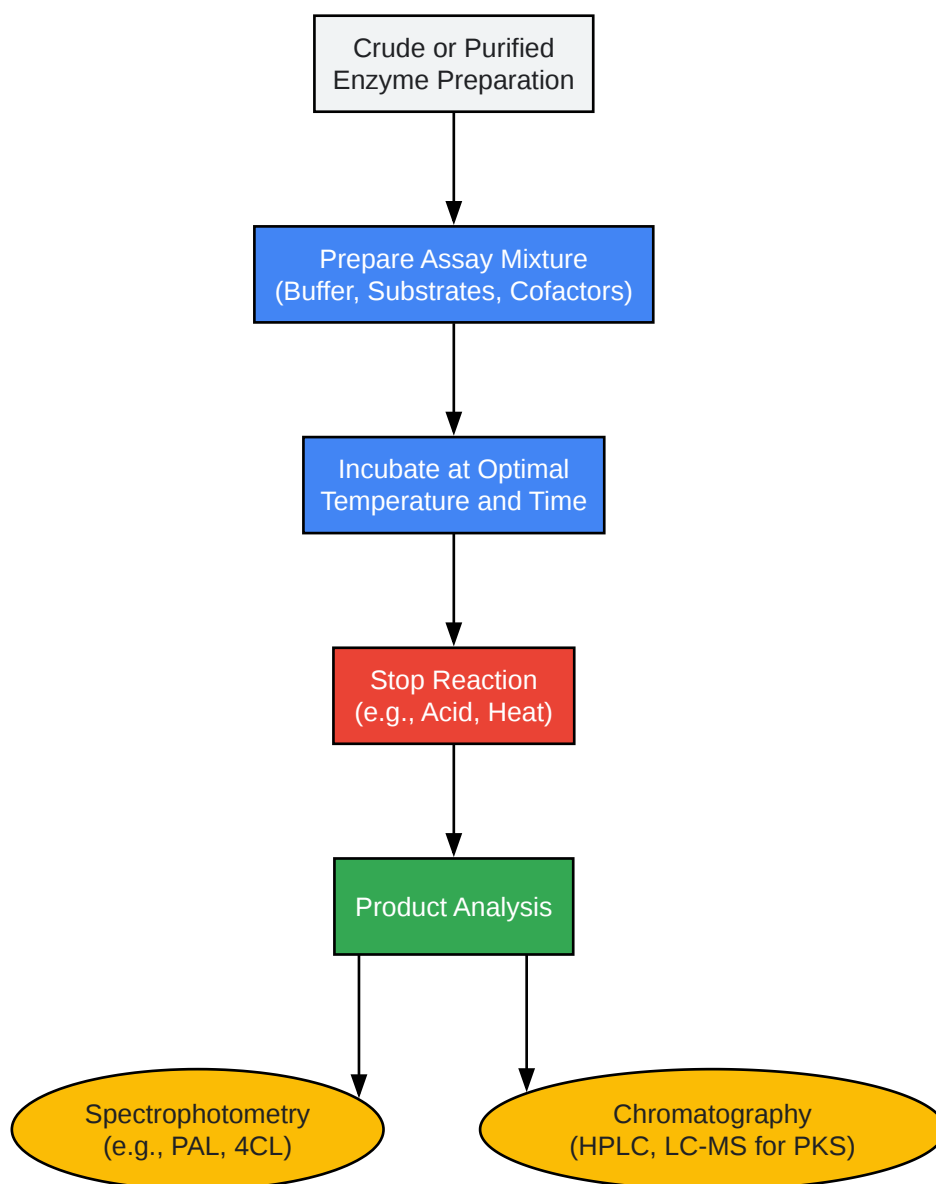 Crude or Purified
Enzyme Preparation
Prepare Assay Mixture
(Buffer, Substrates, Cofactors)
Incubate at Optimal
Temperature and Time
Stop Reaction
(e.g., Acid, Heat)
Product Analysis
Spectrophotometry
(e.g., PAL, 4CL)
Chromatography
(HPLC, LC-MS for PKS)